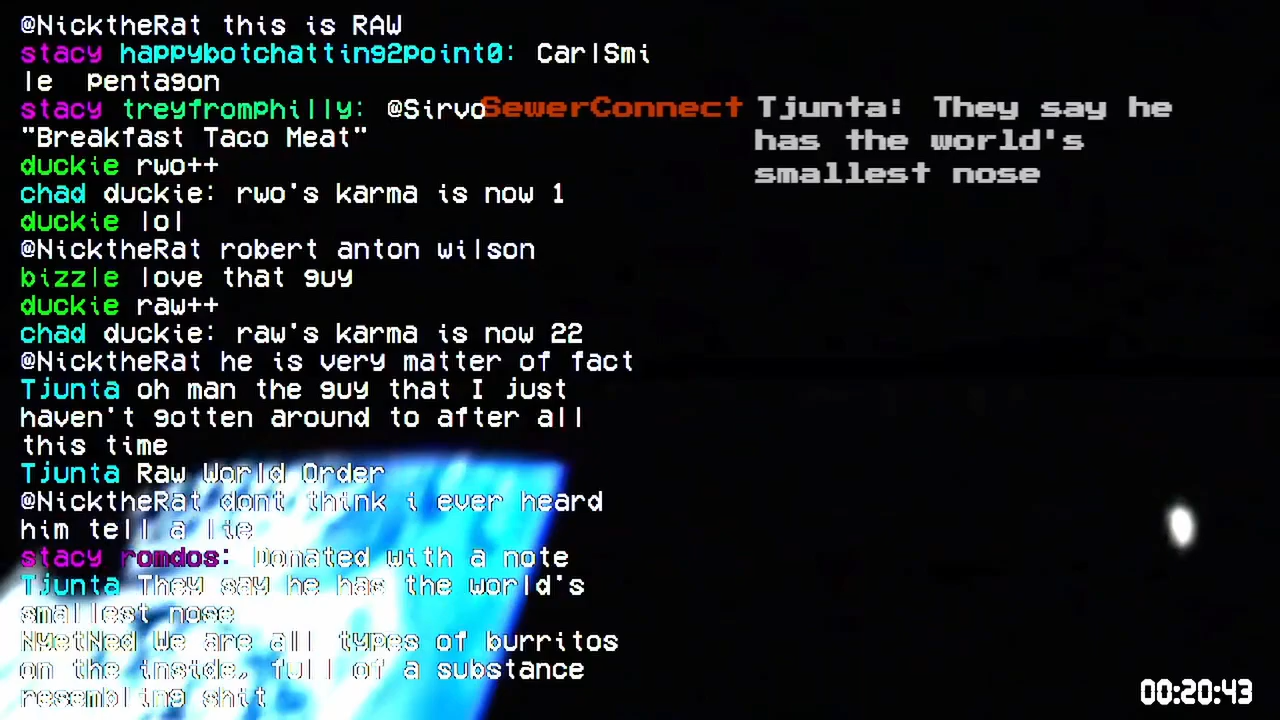 @NicktheRat this is RAW
stacy happybotchatting2point0: CarlSmi
le  pentagon
stacy treyfromphilly: @Sirvo
"Breakfast Taco Meat"
duckie rwo++
chad duckie: rwo's karma is now 1
duckie lol
@NicktheRat robert anton wilson
bizzle love that guy
duckie raw++
chad duckie: raw's karma is now 22
@NicktheRat he is very matter of fact
Tjunta oh man the guy that I just
haven't gotten around to after all
this time
Tjunta Raw World Order
@NicktheRat dont think i ever heard
him tell a lie
stacy romdos: Donated with a note
Tjunta They say he has the world's
smallest nose
NyetNed We are all types of burritos
on the inside, full of a substance
resembling shit
SewerConnect Tjunta: They say he
has the world's
smallest nose
00:20:43